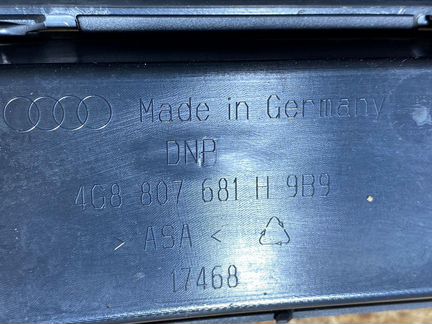 Made in Germany
DNP
4G8 807 681 H 9B9
> ASA <
17468